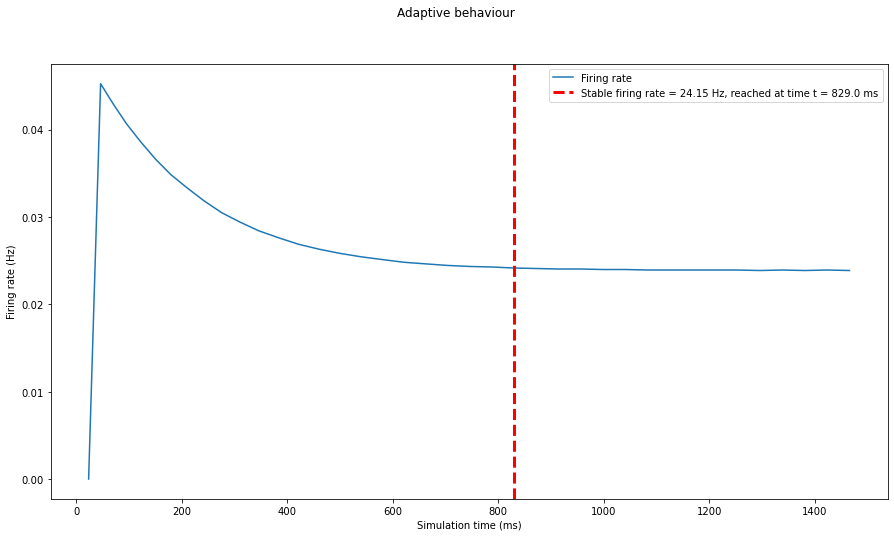 Adaptive behaviour
Firing rate
Stable firing rate = 24.15 Hz, reached at time t = 829.0 ms
Firing rate (Hz)
0.04
0.03
0.02
0.01
0.00
0 200 400 600 800 1000 1200 1400
Simulation time (ms)